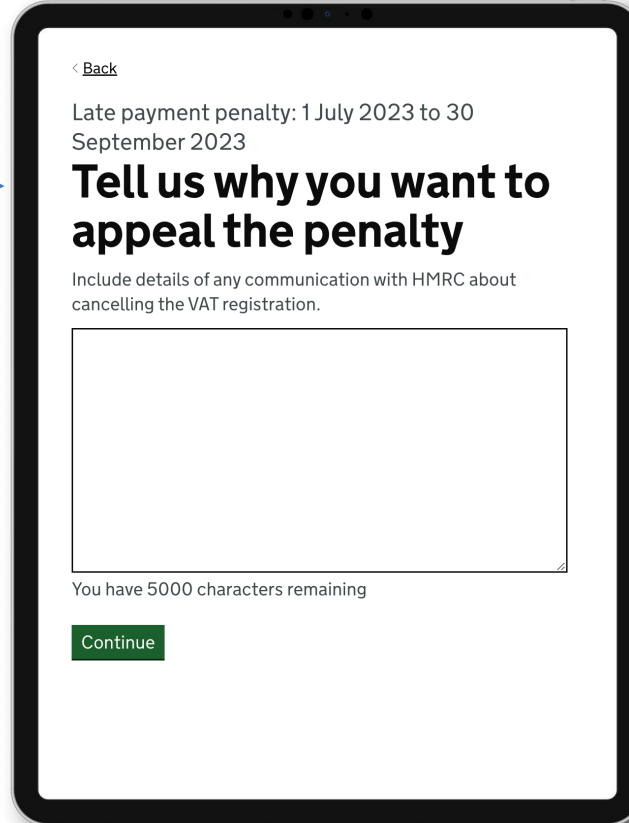 < Back
Late payment penalty: 1 July 2023 to 30
September 2023
Tell us why you want to
appeal the penalty
Include details of any communication with HMRC about
cancelling the VAT registration.
You have 5000 characters remaining
Continue